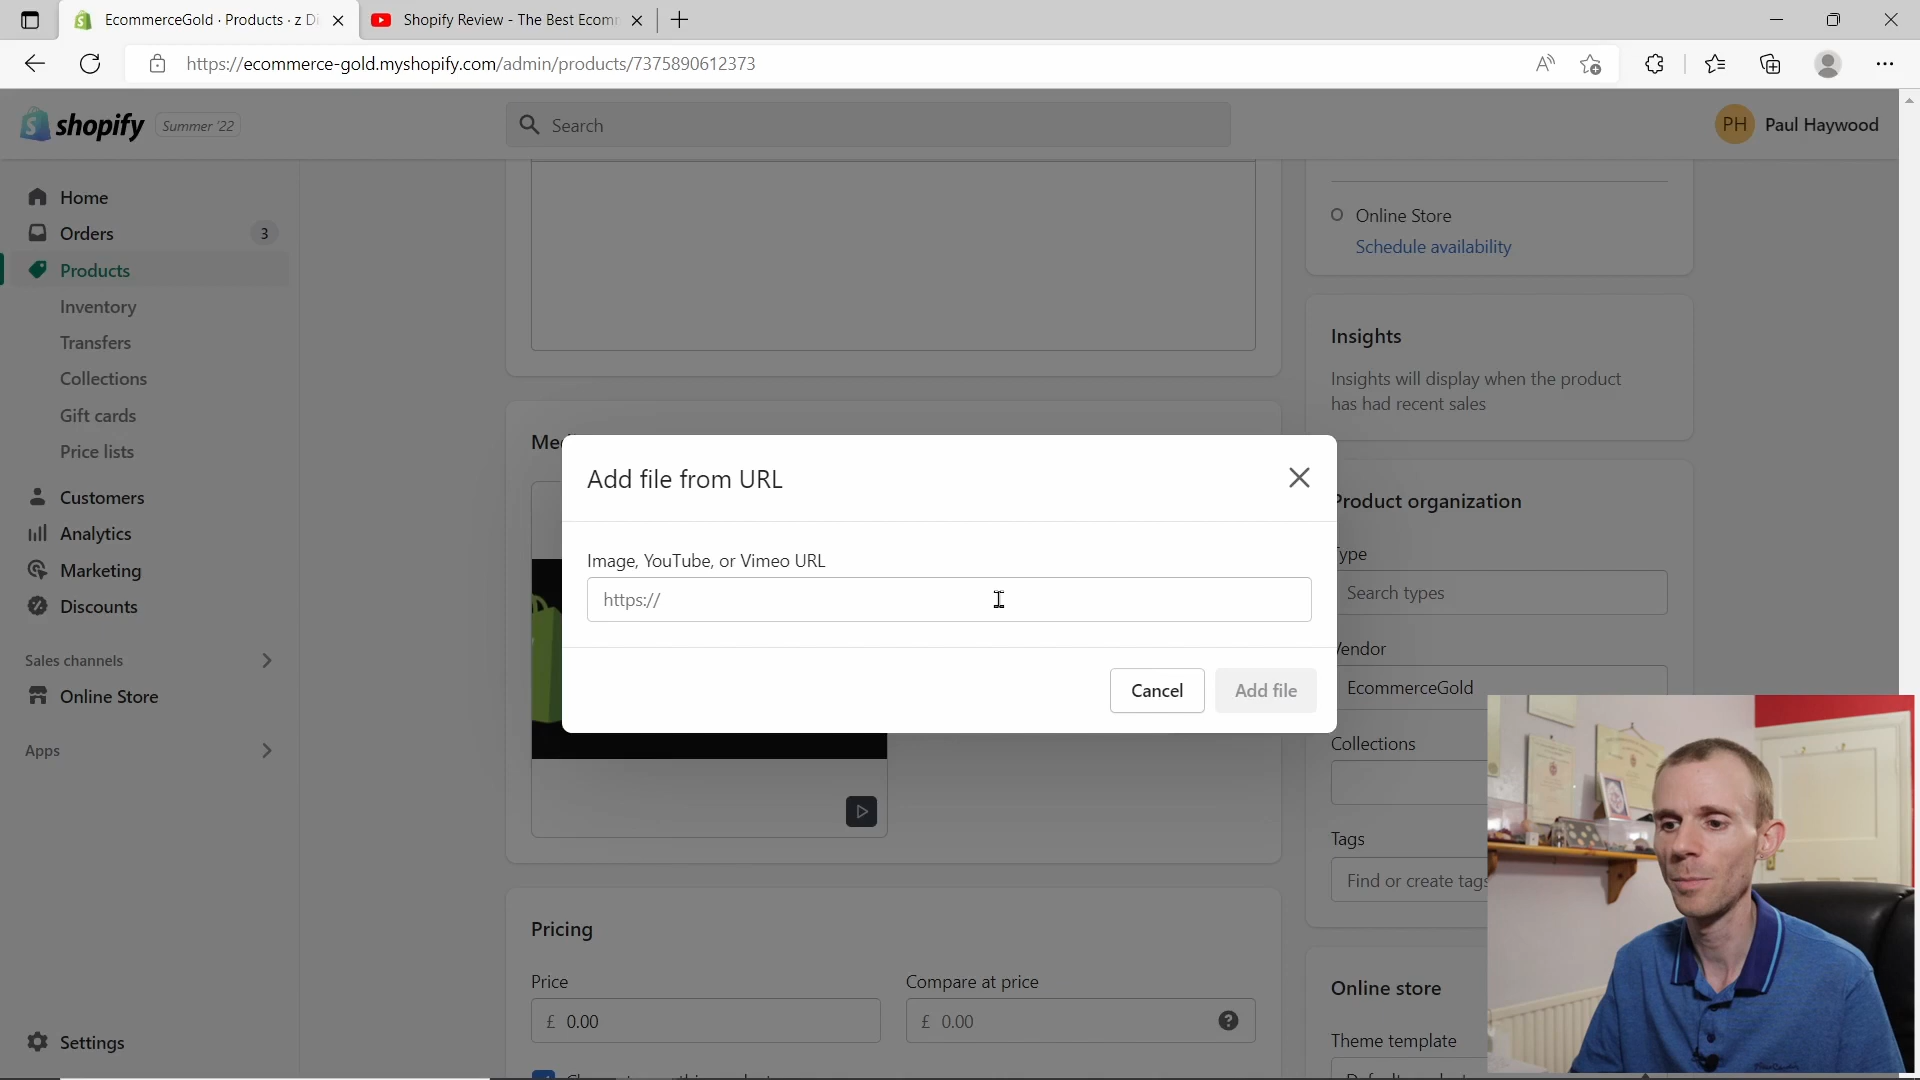 EcommerceGold · Products · z Di
Shopify Review - The Best Ecom
https://ecommerce-gold.myshopify.com/admin/products/7375890612373
shopify
Summer '22
Search
PH
Paul Haywood
Home
Orders
3
Products
Inventory
Transfers
Collections
Gift cards
Price lists
Customers
Analytics
Marketing
Discounts
Sales channels
Online Store
Apps
Settings
Online Store
Schedule availability
Insights
Insights will display when the product
has had recent sales
Add file from URL
Image, YouTube, or Vimeo URL
https://
Cancel
Add file
Product organization
Type
Search types
Vendor
EcommerceGold
Collections
Tags
Find or create tags
Pricing
Price
£ 0.00
Compare at price
£ 0.00
Online store
Theme template